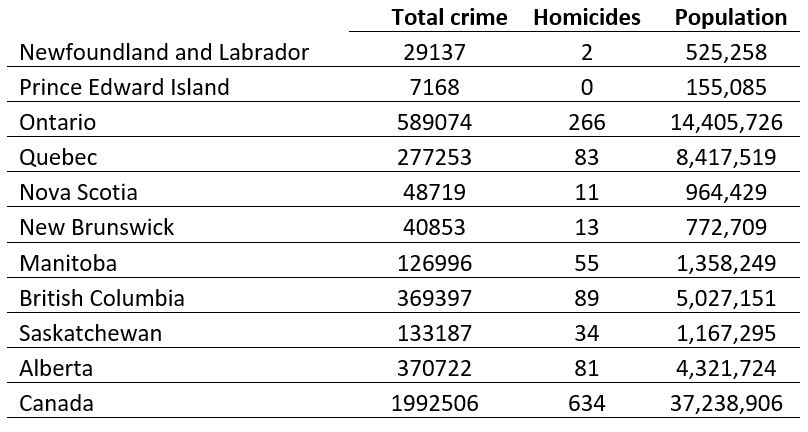 Total crime Homicides Population
Newfoundland and Labrador 29137 2 525,258
Prince Edward Island 7168 0 155,085
Ontario 589074 266 14,405,726
Quebec 277253 83 8,417,519
Nova Scotia 48719 11 964,429
New Brunswick 40853 13 772,709
Manitoba 126996 55 1,358,249
British Columbia 369397 89 5,027,151
Saskatchewan 133187 34 1,167,295
Alberta 370722 81 4,321,724
Canada 1992506 634 37,238,906